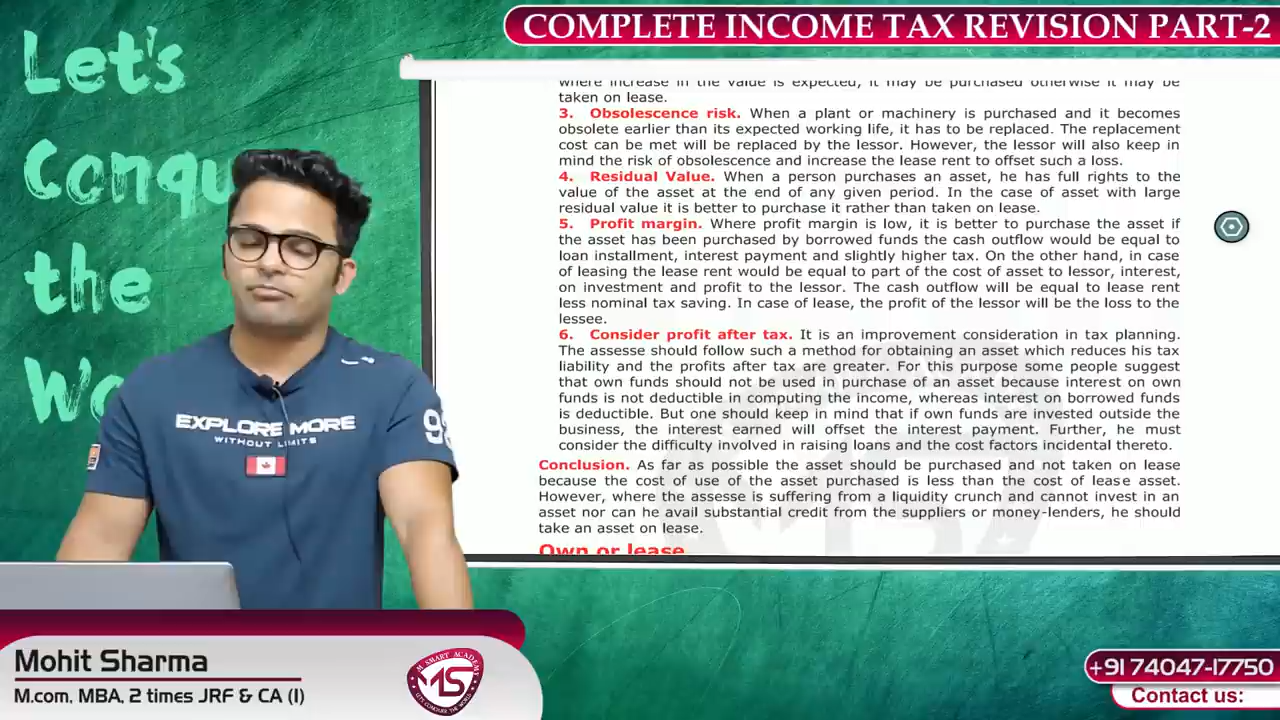 COMPLETE INCOME TAX REVISION PART-2
Let's
Conqu
the
Wo
where increase in the value is expected, it may be purchased otherwise it may be
taken on lease.
3. Obsolescence risk. When a plant or machinery is purchased and it becomes
obsolete earlier than its expected working life, it has to be replaced. The replacement
cost can be met will be replaced by the lessor. However, the lessor will also keep in
mind the risk of obsolescence and increase the lease rent to offset such a loss.
4. Residual Value. When a person purchases an asset, he has full rights to the
value of the asset at the end of any given period. In the case of asset with large
residual value it is better to purchase it rather than taken on lease.
5. Profit margin. Where profit margin is low, it is better to purchase the asset if
the asset has been purchased by borrowed funds the cash outflow would be equal to
loan installment, interest payment and slightly higher tax. On the other hand, in case
of leasing the lease rent would be equal to part of the cost of asset to lessor, interest,
on investment and profit to the lessor. The cash outflow will be equal to lease rent
less nominal tax saving. In case of lease, the profit of the lessor will be the loss to the
lessee.
6. Consider profit after tax. It is an improvement consideration in tax planning.
The assesse should follow such a method for obtaining an asset which reduces his tax
liability and the profits after tax are greater. For this purpose some people suggest
that own funds should not be used in purchase of an asset because interest on own
funds is not deductible in computing the income, whereas interest on borrowed funds
is deductible. But one should keep in mind that if own funds are invested outside the
business, the interest earned will offset the interest payment. Further, he must
consider the difficulty involved in raising loans and the cost factors incidental thereto.
Conclusion. As far as possible the asset should be purchased and not taken on lease
because the cost of use of the asset purchased is less than the cost of lease asset.
However, where the assesse is suffering from a liquidity crunch and cannot invest in an
asset nor can he avail substantial credit from the suppliers or money-lenders, he should
take an asset on lease.
Own or lease
EXPLORE MORE
WITHOUT LIMITS
Mohit Sharma
M.com, MBA, 2 times JRF & CA (I)
M SMART ACADEMY
MS
LETS CONQUER THE WORLD
+91 74047-17750
Contact us: